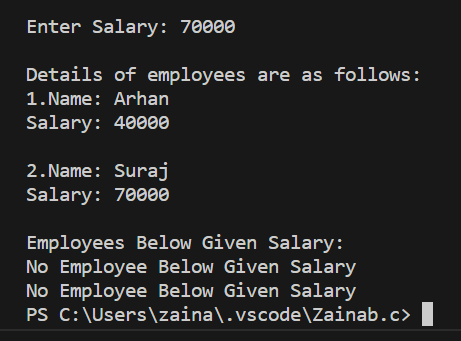 Enter Salary: 70000
Details of employees are as follows:
1.Name: Arhan
Salary: 40000
2.Name: Suraj
Salary: 70000
Employees Below Given Salary:
No Employee Below Given Salary
No Employee Below Given Salary
PS C:\Users\zaina\.vscode\Zainab.c>